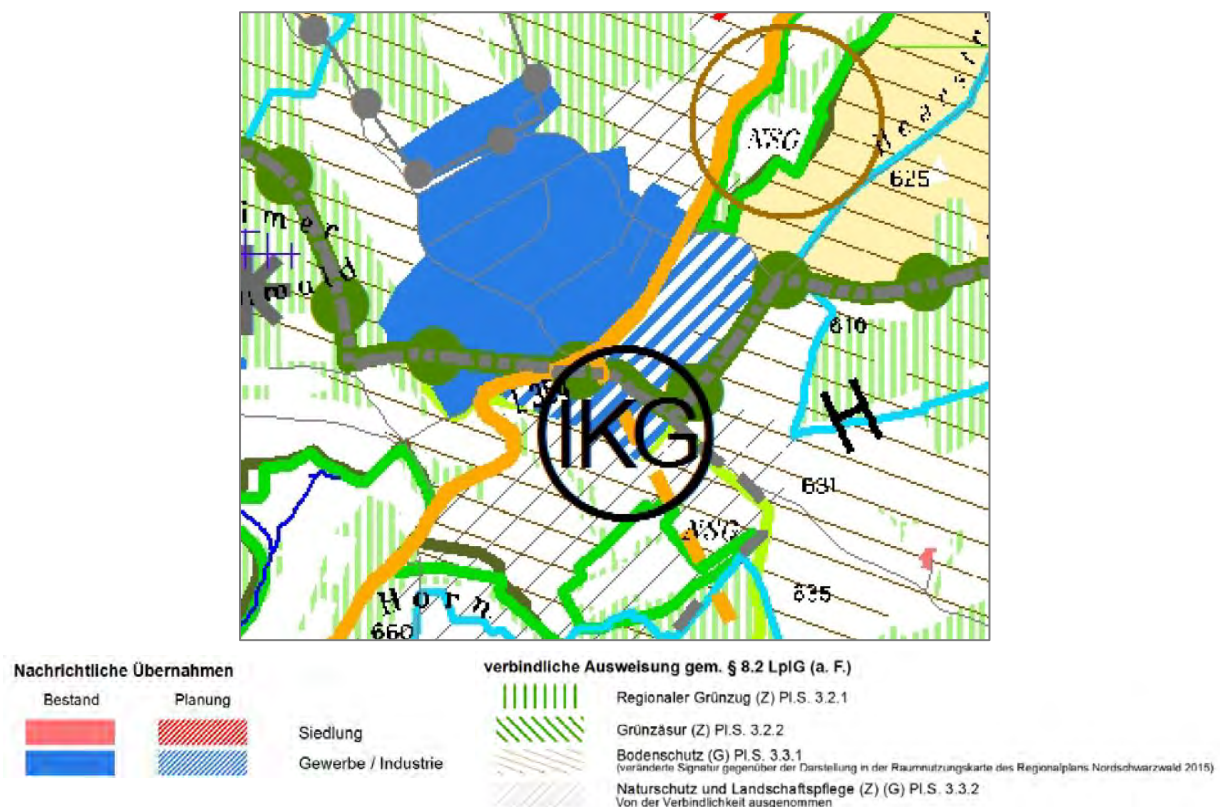 NSG
625
616
IKG
H
631
NSG
635
Horn
660
Nachrichtliche Übernahmen
Bestand Planung
Siedlung
Gewerbe / Industrie
verbindliche Ausweisung gem. § 8.2 LplG (a. F.)
Regionaler Grünzug (Z) Pl.S. 3.2.1
Grünzäsur (Z) Pl.S. 3.2.2
Bodenschutz (G) Pl.S. 3.3.1
(veränderte Signatur gegenüber der Darstellung in der Raumnutzungskarte des Regionalplans Nordschwarzwald 2015)
Naturschutz und Landschaftspflege (Z) (G) Pl.S. 3.3.2
Von der Verbindlichkeit ausgenommen